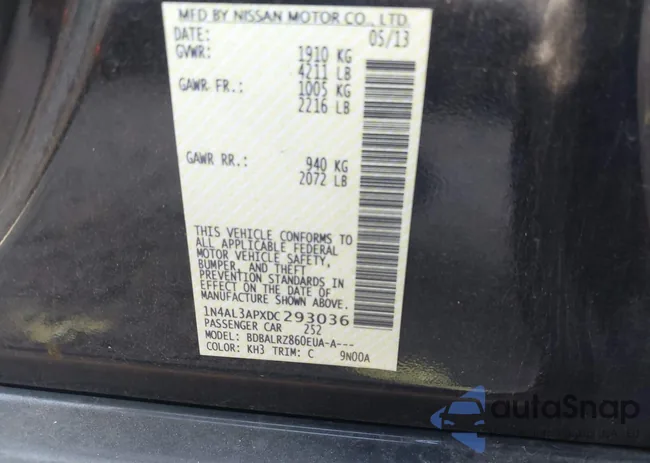 MFD BY NISSAN MOTOR CO., LTD.
DATE: 05/13
GVWR: 1910 KG
4211 LB
GAWR FR.: 1005 KG
2216 LB
GAWR RR.: 940 KG
2072 LB
THIS VEHICLE CONFORMS TO
ALL APPLICABLE FEDERAL
MOTOR VEHICLE SAFETY,
BUMPER, AND THEFT
PREVENTION STANDARDS IN
EFFECT ON THE DATE OF
MANUFACTURE SHOWN ABOVE.
1N4AL3APXDC293036
PASSENGER CAR 252
MODEL: BDBALRZ860EUA-A---
COLOR: KH3 TRIM: C 9N00A
autoSnap